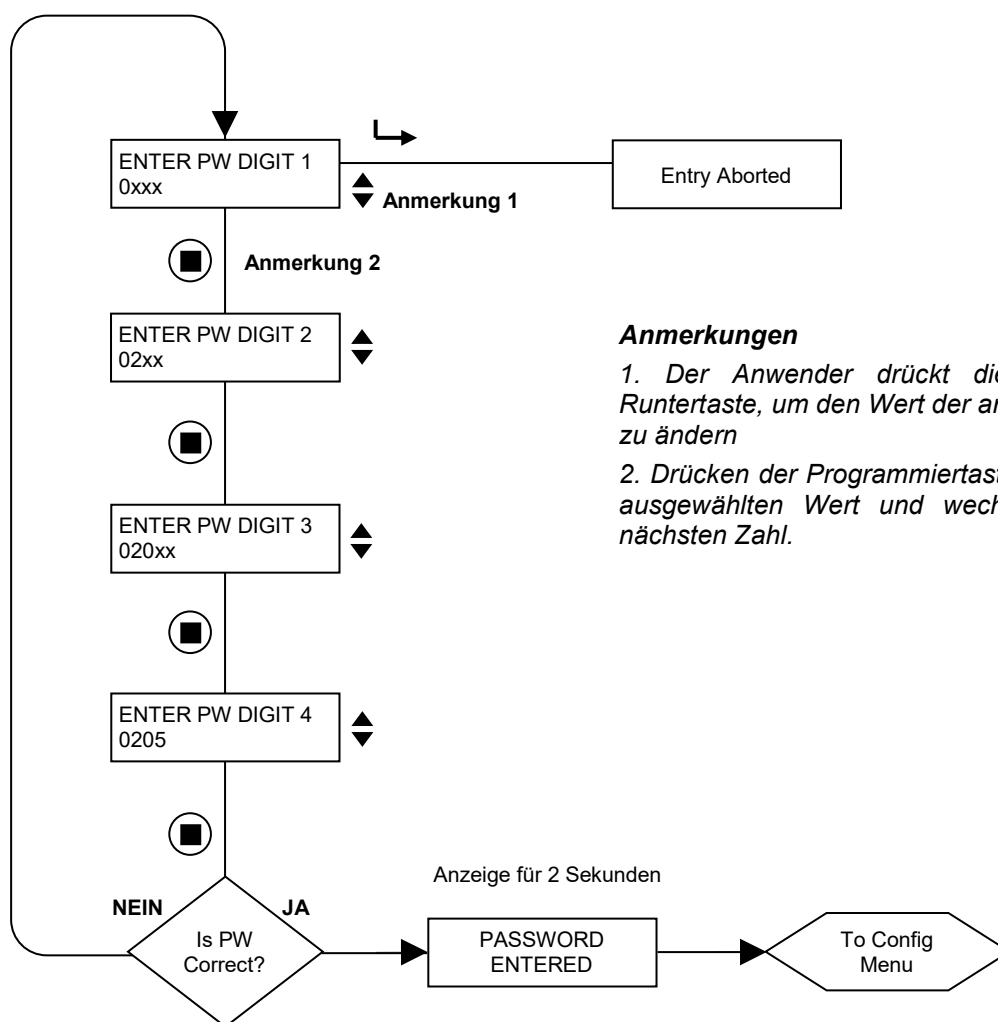 ENTER PW DIGIT 1
0xxx
Entry Aborted
Anmerkung 1
Anmerkung 2
ENTER PW DIGIT 2
02xx
Anmerkungen
1. Der Anwender drückt die
Runtertaste, um den Wert der
zu ändern
2. Drücken der
ausgewählten Wert und
nächsten Zahl.
ENTER PW DIGIT 3
020xx
ENTER PW DIGIT 4
0205
Anzeige für 2 Sekunden
NEIN
JA
Is PW
Correct?
PASSWORD
ENTERED
To Config
Menu